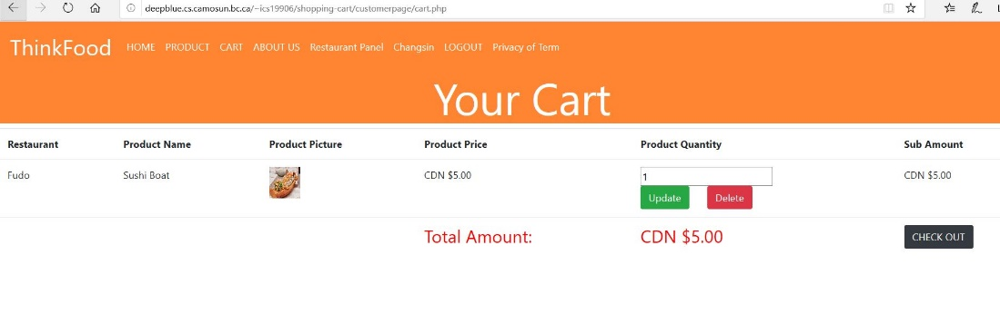 deepblue.cs.camosun.bc.ca/~ics19906/shopping-cart/customerpage/cart.php
ThinkFood HOME PRODUCT CART ABOUT US Restaurant Panel Changsin LOGOUT Privacy of Term
Your Cart
Restaurant Product Name Product Picture Product Price Product Quantity Sub Amount
Fudo Sushi Boat CDN $5.00 1 CDN $5.00
Update Delete
Total Amount: CDN $5.00 CHECK OUT